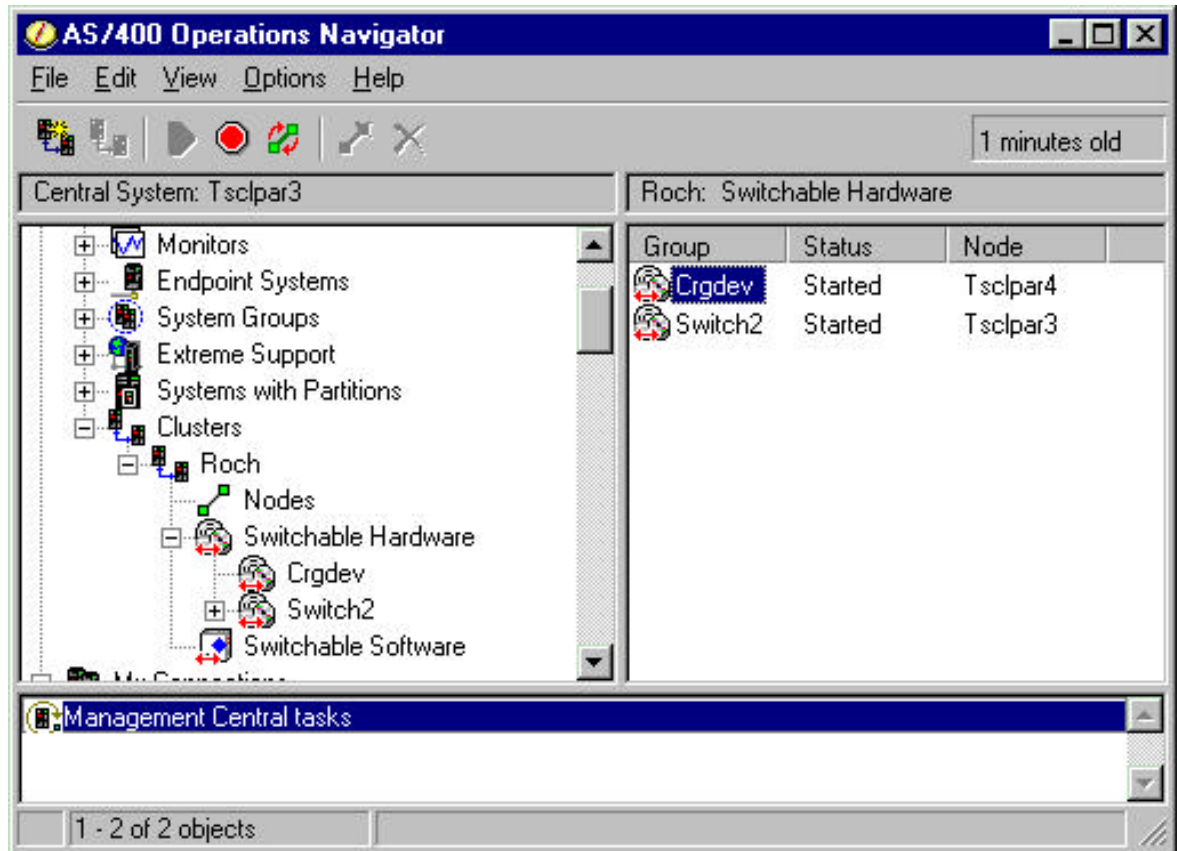 AS/400 Operations Navigator
File Edit View Options Help
1 minutes old
Central System: Tsclpar3
Roch: Switchable Hardware
Monitors
Endpoint Systems
System Groups
Extreme Support
Systems with Partitions
Clusters
Roch
Nodes
Switchable Hardware
Crgdev
Switch2
Switchable Software
My Connections
Group Status Node
Crgdev Started Tsclpar4
Switch2 Started Tsclpar3
Management Central tasks
1 - 2 of 2 objects